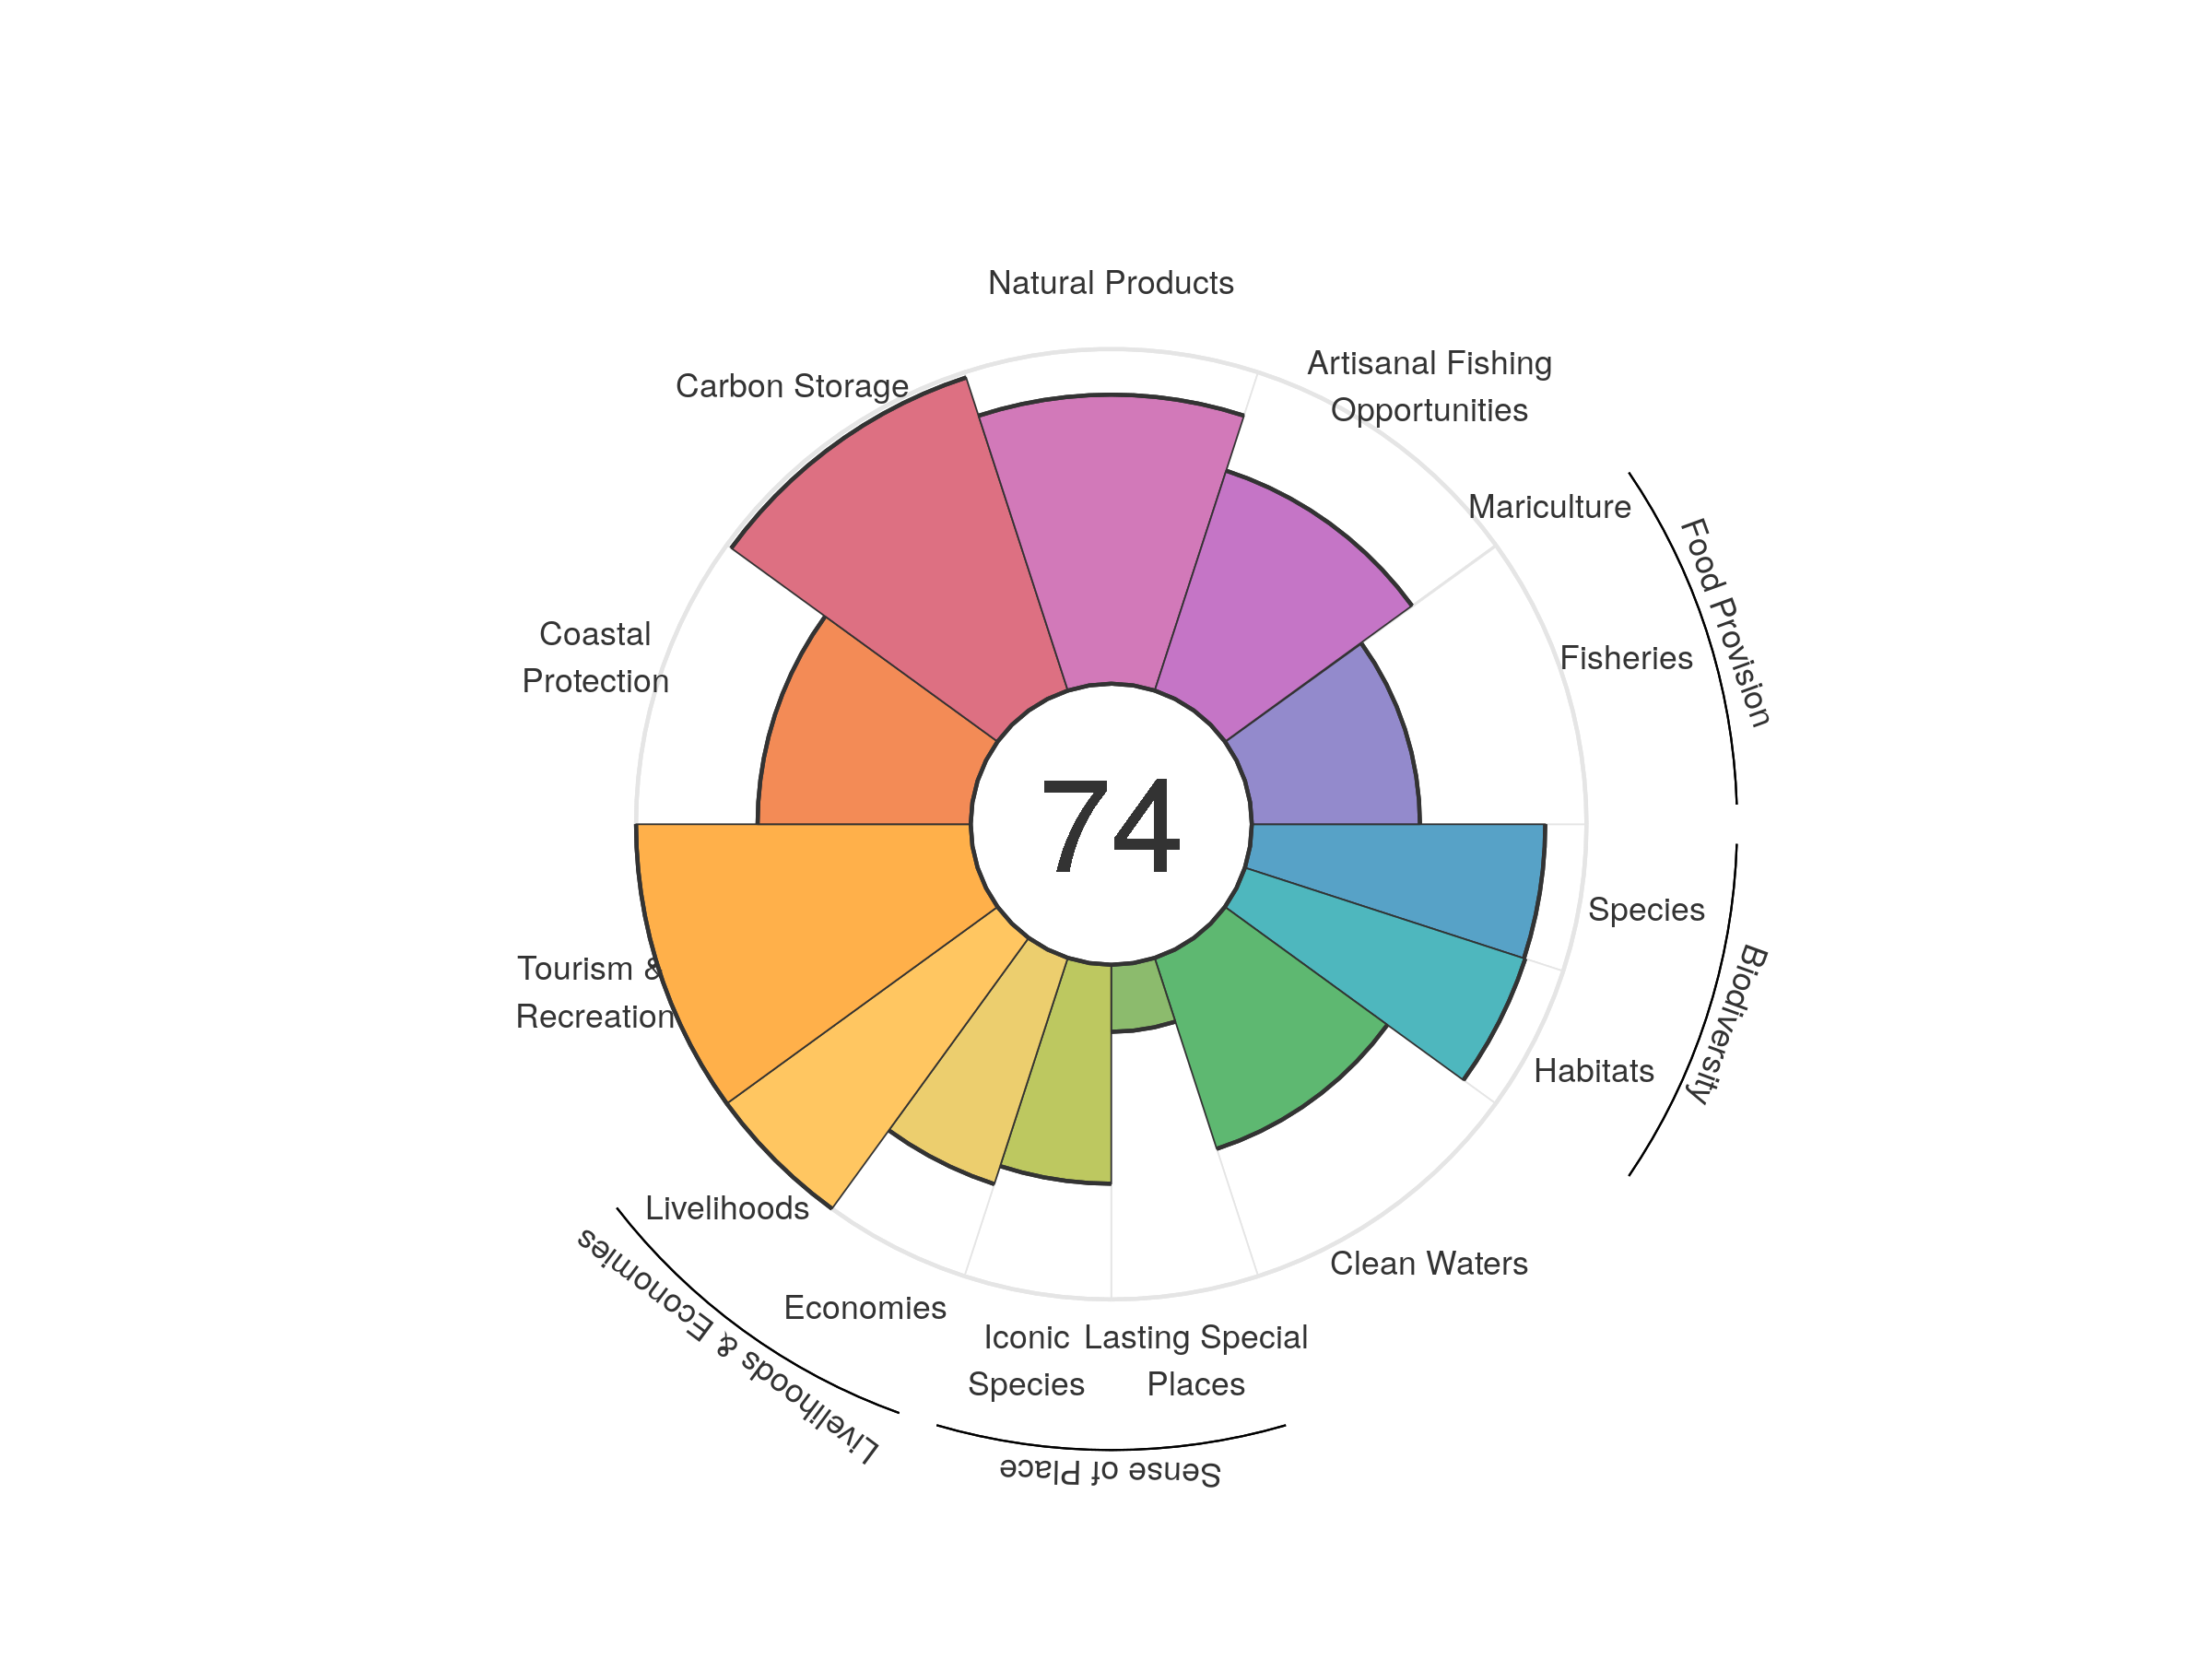 Natural Products
Carbon Storage
Artisanal Fishing
Opportunities
Mariculture
Food Provision
Coastal
Protection
Fisheries
74
Species
Tourism &
Recreation
Biodiversity
Habitats
Livelihoods
Clean Waters
Livelihoods & Economies
Economies
Iconic
Species
Lasting Special
Places
Sense of Place